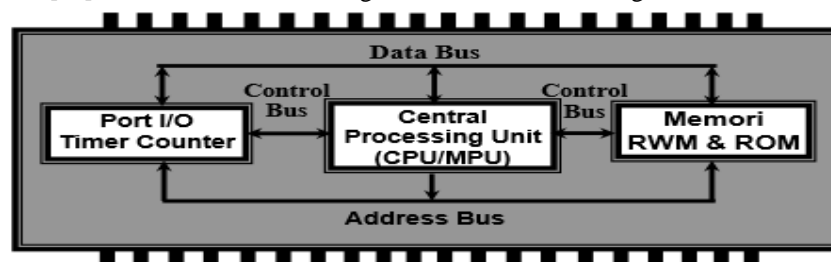 Data Bus
Control
Bus
Control
Bus
Port I/O
Timer Counter
Central
Processing Unit
(CPU/MPU)
Memori
RWM & ROM
Address Bus